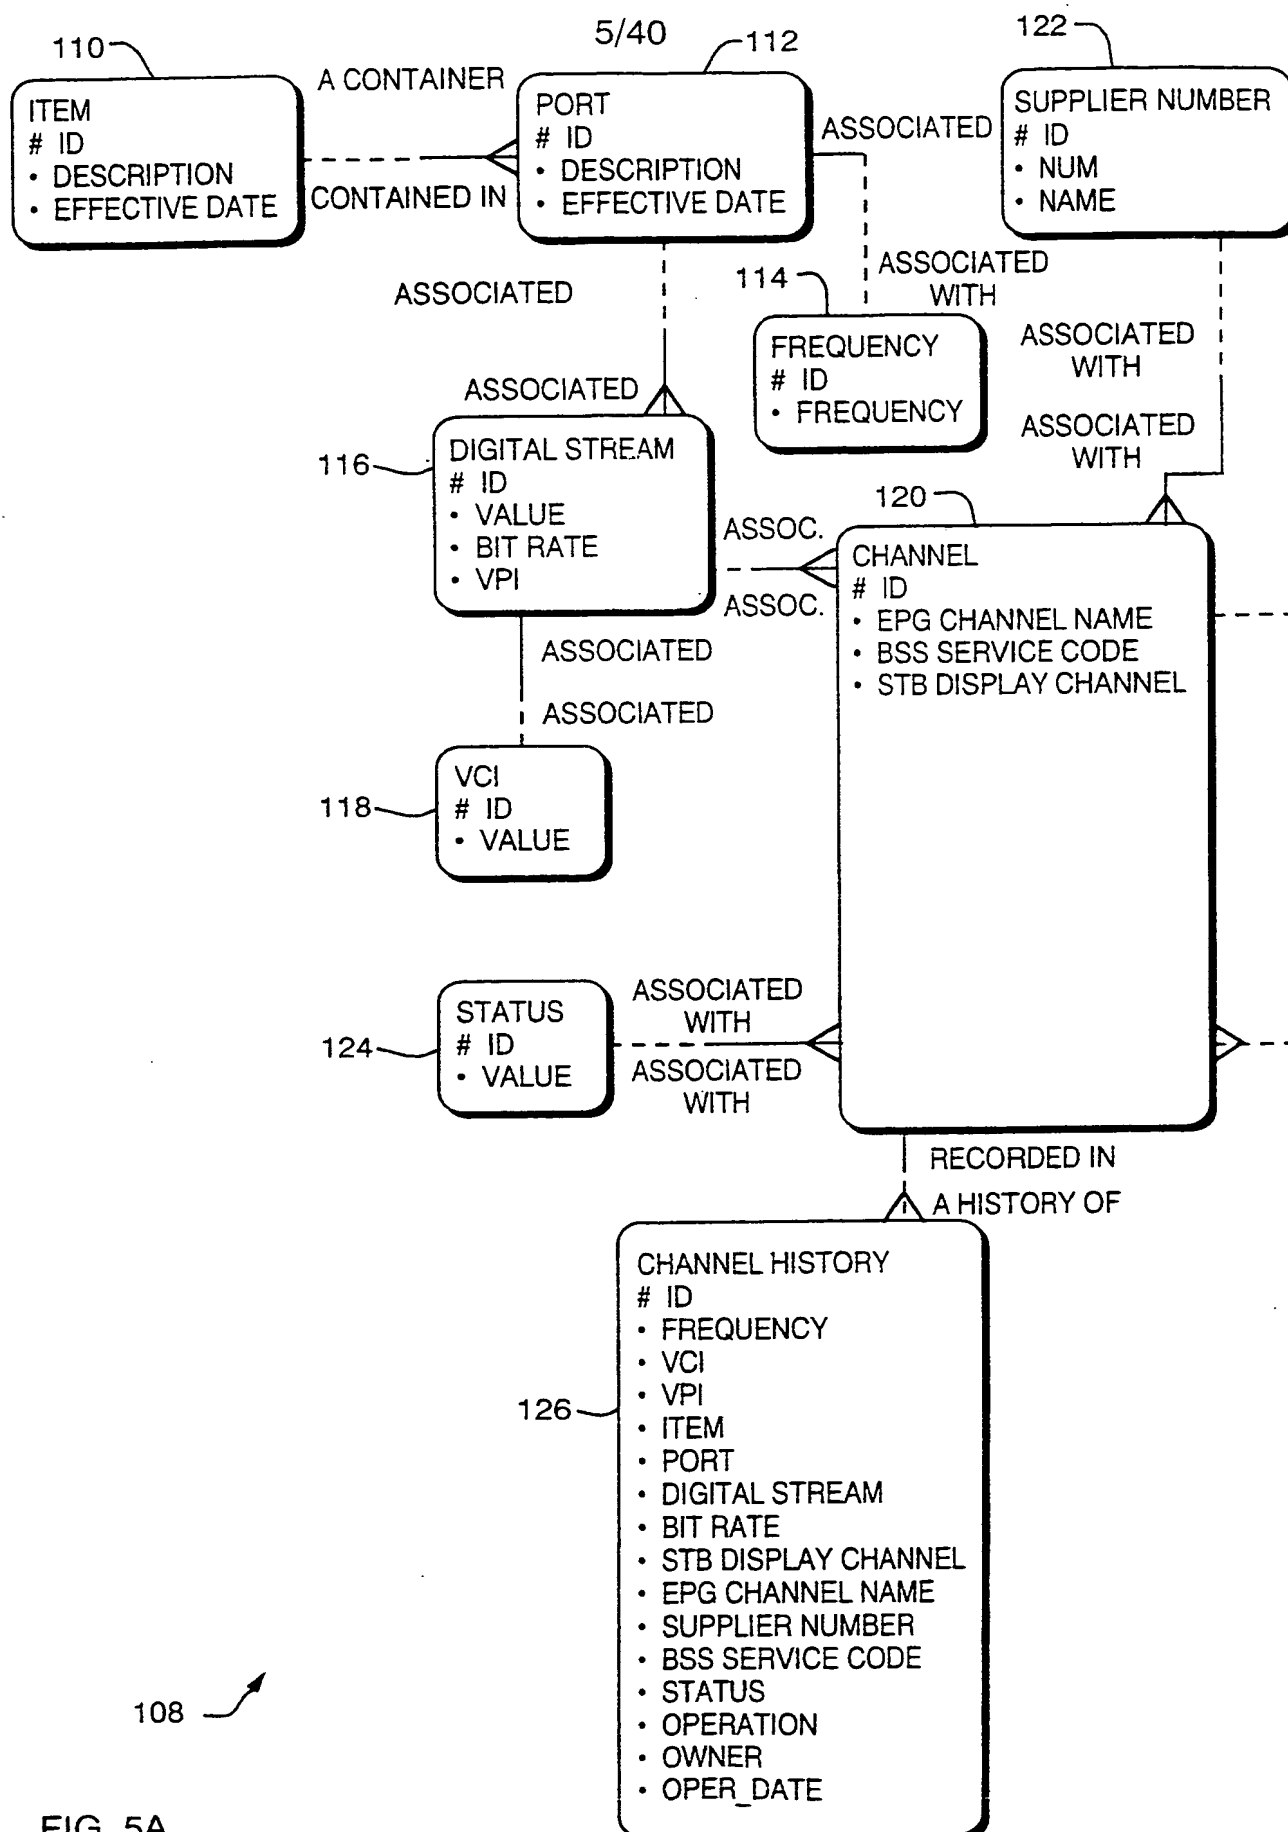 5/40
110
112
122
ITEM
# ID
• DESCRIPTION
• EFFECTIVE DATE
A CONTAINER
CONTAINED IN
PORT
# ID
• DESCRIPTION
• EFFECTIVE DATE
ASSOCIATED
SUPPLIER NUMBER
# ID
• NUM
• NAME
ASSOCIATED
114
ASSOCIATED
WITH
FREQUENCY
# ID
• FREQUENCY
ASSOCIATED
WITH
ASSOCIATED
WITH
ASSOCIATED
116
DIGITAL STREAM
# ID
• VALUE
• BIT RATE
• VPI
ASSOC.
ASSOC.
120
CHANNEL
# ID
• EPG CHANNEL NAME
• BSS SERVICE CODE
• STB DISPLAY CHANNEL
ASSOCIATED
ASSOCIATED
118
VCI
# ID
• VALUE
124
STATUS
# ID
• VALUE
ASSOCIATED
WITH
ASSOCIATED
WITH
RECORDED IN
A HISTORY OF
126
CHANNEL HISTORY
# ID
• FREQUENCY
• VCI
• VPI
• ITEM
• PORT
• DIGITAL STREAM
• BIT RATE
• STB DISPLAY CHANNEL
• EPG CHANNEL NAME
• SUPPLIER NUMBER
• BSS SERVICE CODE
• STATUS
• OPERATION
• OWNER
• OPER_DATE
108
FIG. 5A